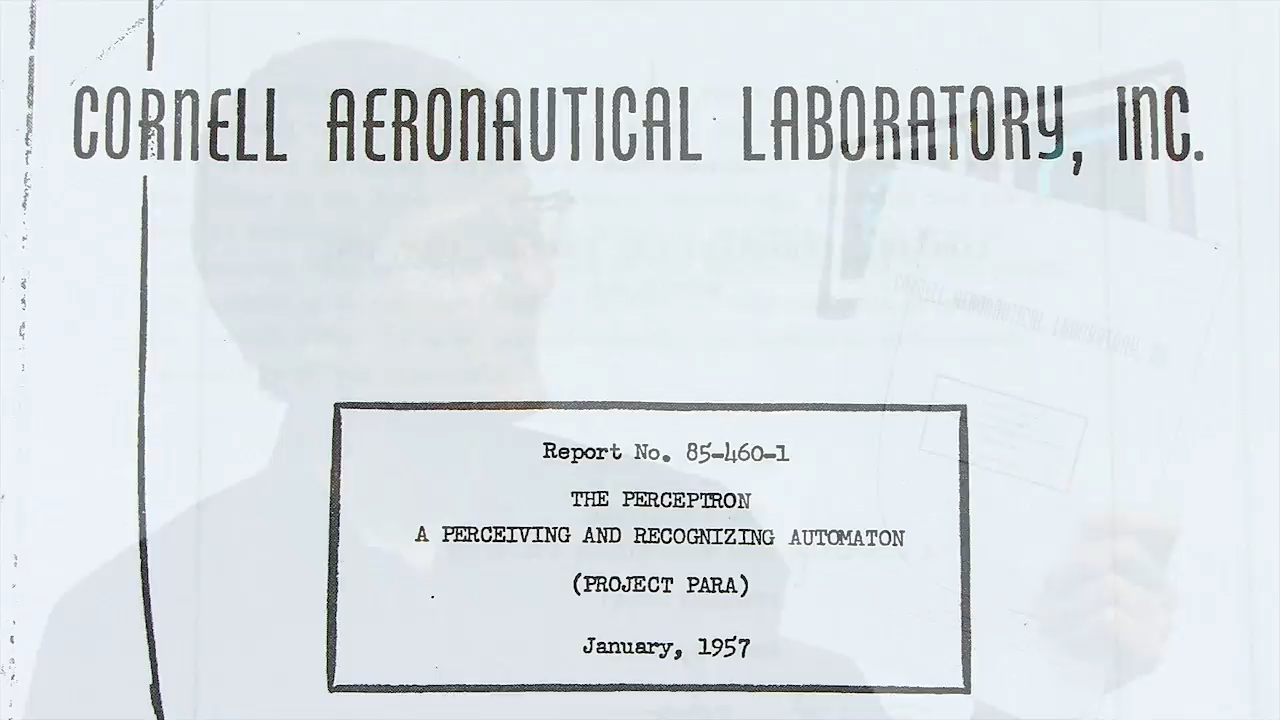 CORNELL AERONAUTICAL LABORATORY, INC.
Report No. 85-460-1
THE PERCEPTRON
A PERCEIVING AND RECOGNIZING AUTOMATON
(PROJECT PARA)
January, 1957